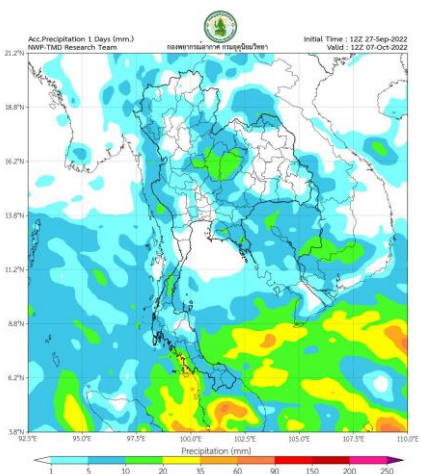 Acc.Precipitation 1 Days (mm.)
NWP-TMD Research Team
กองพยากรณ์อากาศ กรมอุตุนิยมวิทยา
Initial Time : 12Z 27-Sep-2022
Valid : 12Z 07-Oct-2022
21.2°N
18.8°N
16.2°N
13.8°N
11.2°N
8.8°N
6.2°N
3.8°N
92.5°E 95.0°E 97.5°E 100.0°E 102.5°E 105.0°E 107.5°E 110.0°E
Precipitation (mm)
1 5 10 20 35 60 90 150 200 250